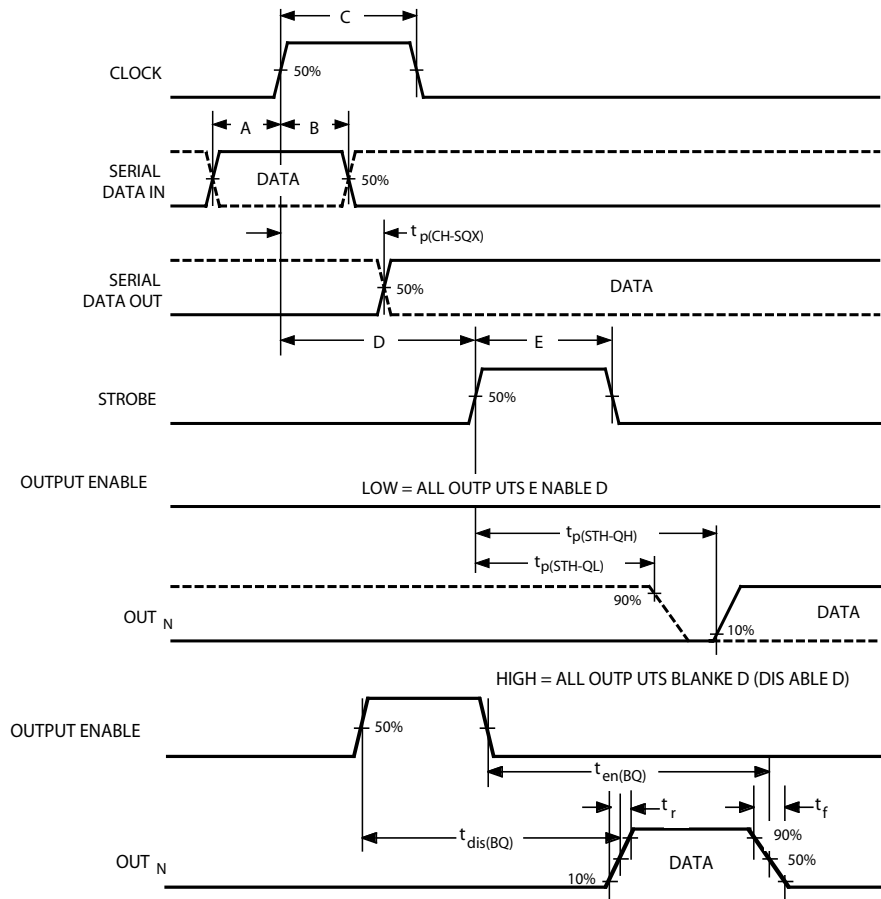 C
CLOCK
50%
A
B
SERIAL
DATA IN
DATA
50%
t p(CH-SQX)
SERIAL
DATA OUT
50%
DATA
D
E
STROBE
50%
OUTPUT ENABLE
LOW = ALL OUTP UTS E NABLE D
t p(STH-QH)
t p(STH-QL)
90%
OUT N
10%
DATA
HIGH = ALL OUTP UTS BLANKE D (DIS ABLE D)
OUTPUT ENABLE
50%
t en(BQ)
t r
t f
t dis(BQ)
90%
OUT N
DATA
50%
10%